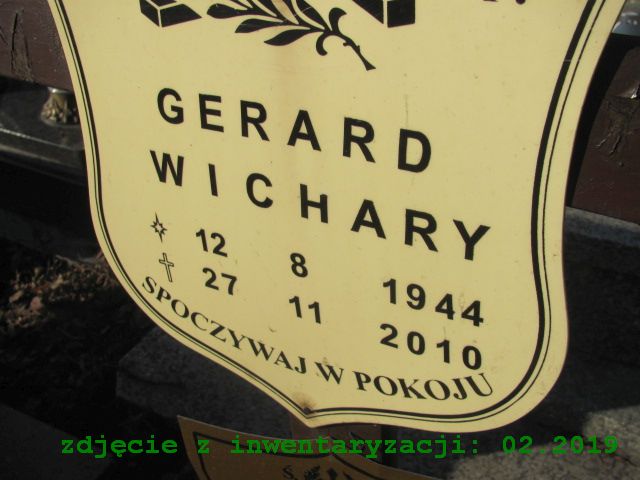 GERARD
WICHARY
12 8 1944
27 11 2010
SPOCZYWAJ W POKOJU
zdjęcie z inwentaryzacji: 02.2019